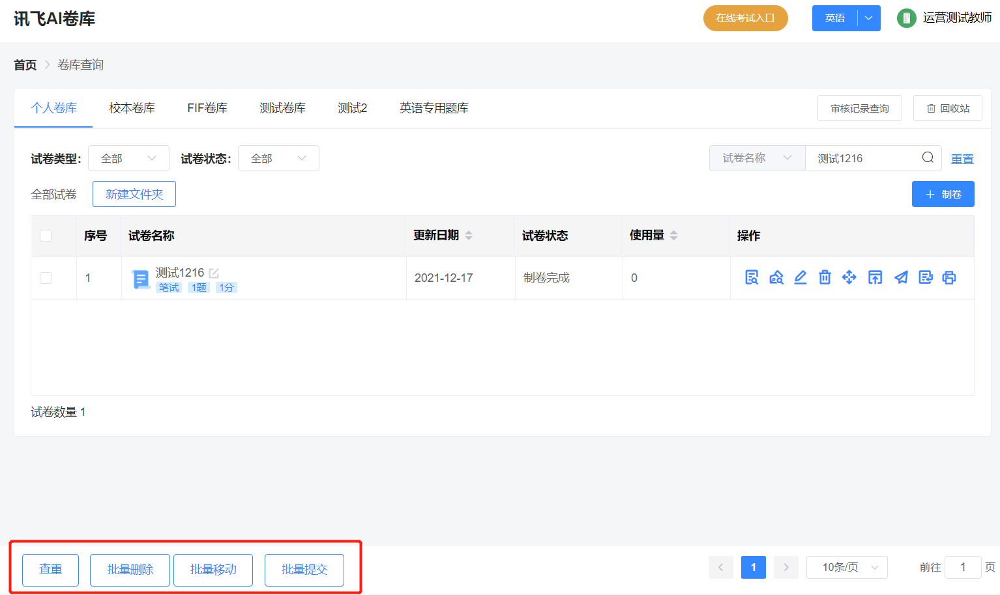 讯飞AI卷库
在线考试入口
英语
运营测试教师
首页
卷库查询
个人卷库
校本卷库
FIF卷库
测试卷库
测试2
英语专用题库
审核记录查询
回收站
试卷类型:
全部
试卷状态:
全部
试卷名称
测试1216
重置
全部试卷
新建文件夹
+ 制卷
序号
试卷名称
更新日期
试卷状态
使用量
操作
1
测试1216
笔试
1题
1分
2021-12-17
制卷完成
0
试卷数量 1
查重
批量删除
批量移动
批量提交
1
10条/页
前往
1
页